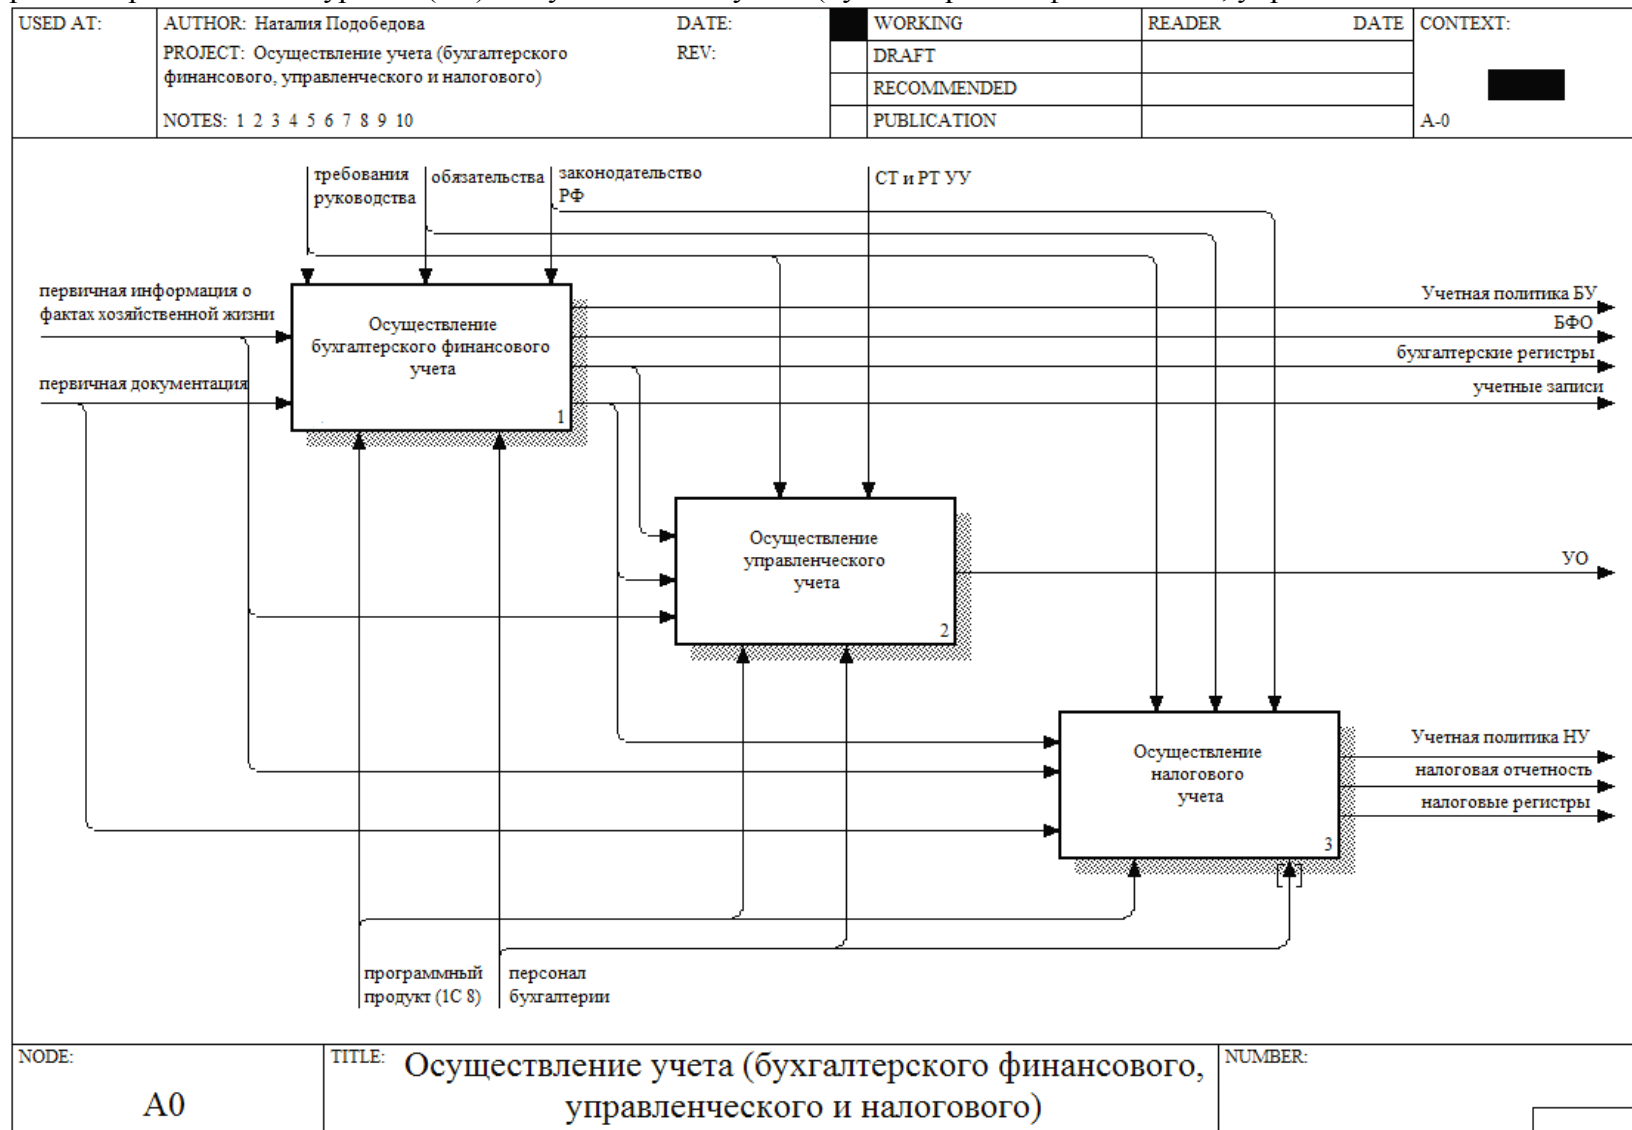 USED AT:
AUTHOR: Наталия Подобедова
DATE:
WORKING
READER
DATE
CONTEXT:
PROJECT: Осуществление учета (бухгалтерского
финансового, управленческого и налогового)
REV:
DRAFT
RECOMMENDED
NOTES: 1 2 3 4 5 6 7 8 9 10
PUBLICATION
A-0
требования
руководства
обязательства
законодательство
РФ
СТ и РТ УУ
первичная информация о
фактах хозяйственной жизни
первичная документация
Осуществление
бухгалтерского финансового
учета
1
Учетная политика БУ
БФО
бухгалтерские регистры
учетные записи
Осуществление
управленческого
учета
2
УО
Осуществление
налогового
учета
3
Учетная политика НУ
налоговая отчетность
налоговые регистры
программный
продукт (1С 8)
персонал
бухгалтерии
NODE:
A0
TITLE:
Осуществление учета (бухгалтерского финансового,
управленческого и налогового)
NUMBER: